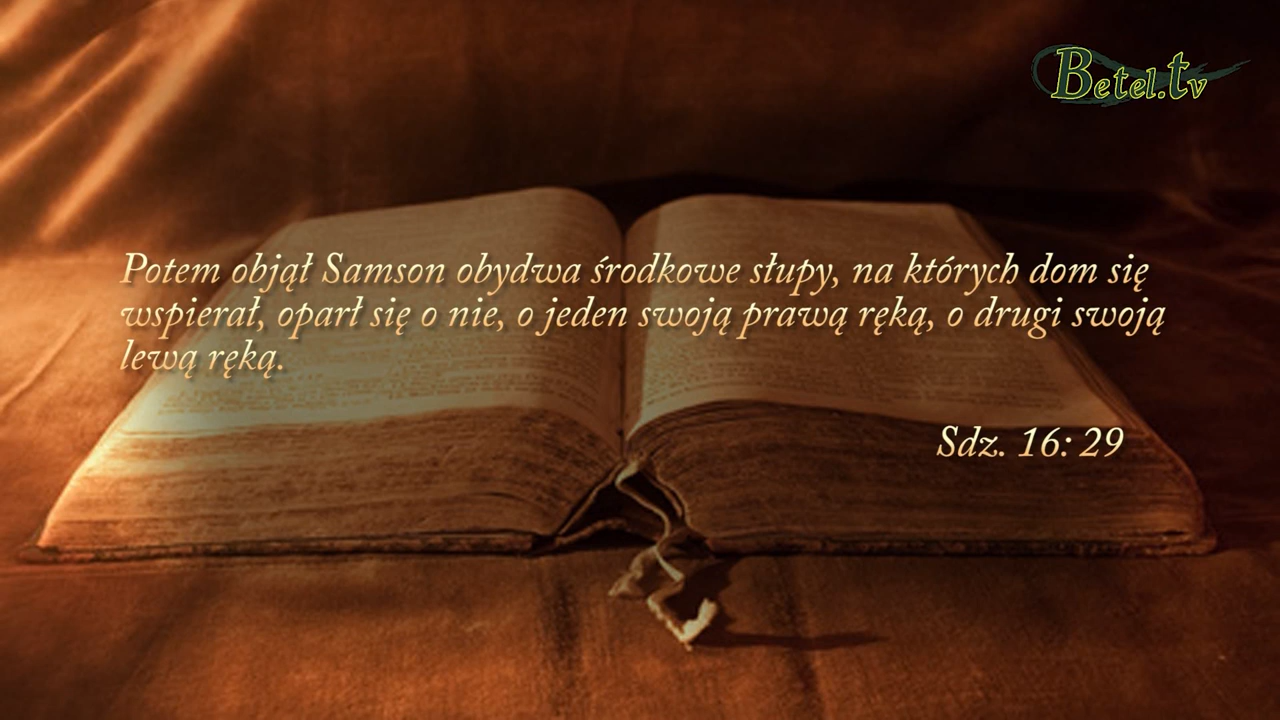 Betel.tv
Potem objął Samson obydwa środkowe słupy, na których dom się
wspierał, oparł się o nie, o jeden swoją prawą ręką, o drugi swoją
lewą ręką.
Sdz. 16: 29